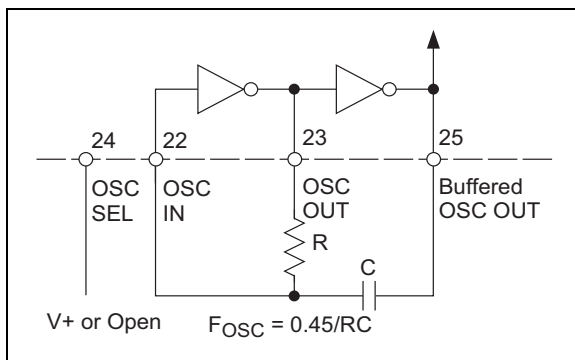 24
22
23
25
OSC
SEL
OSC
IN
OSC
OUT
Buffered
OSC OUT
R
C
V+ or Open
FOSC = 0.45/RC